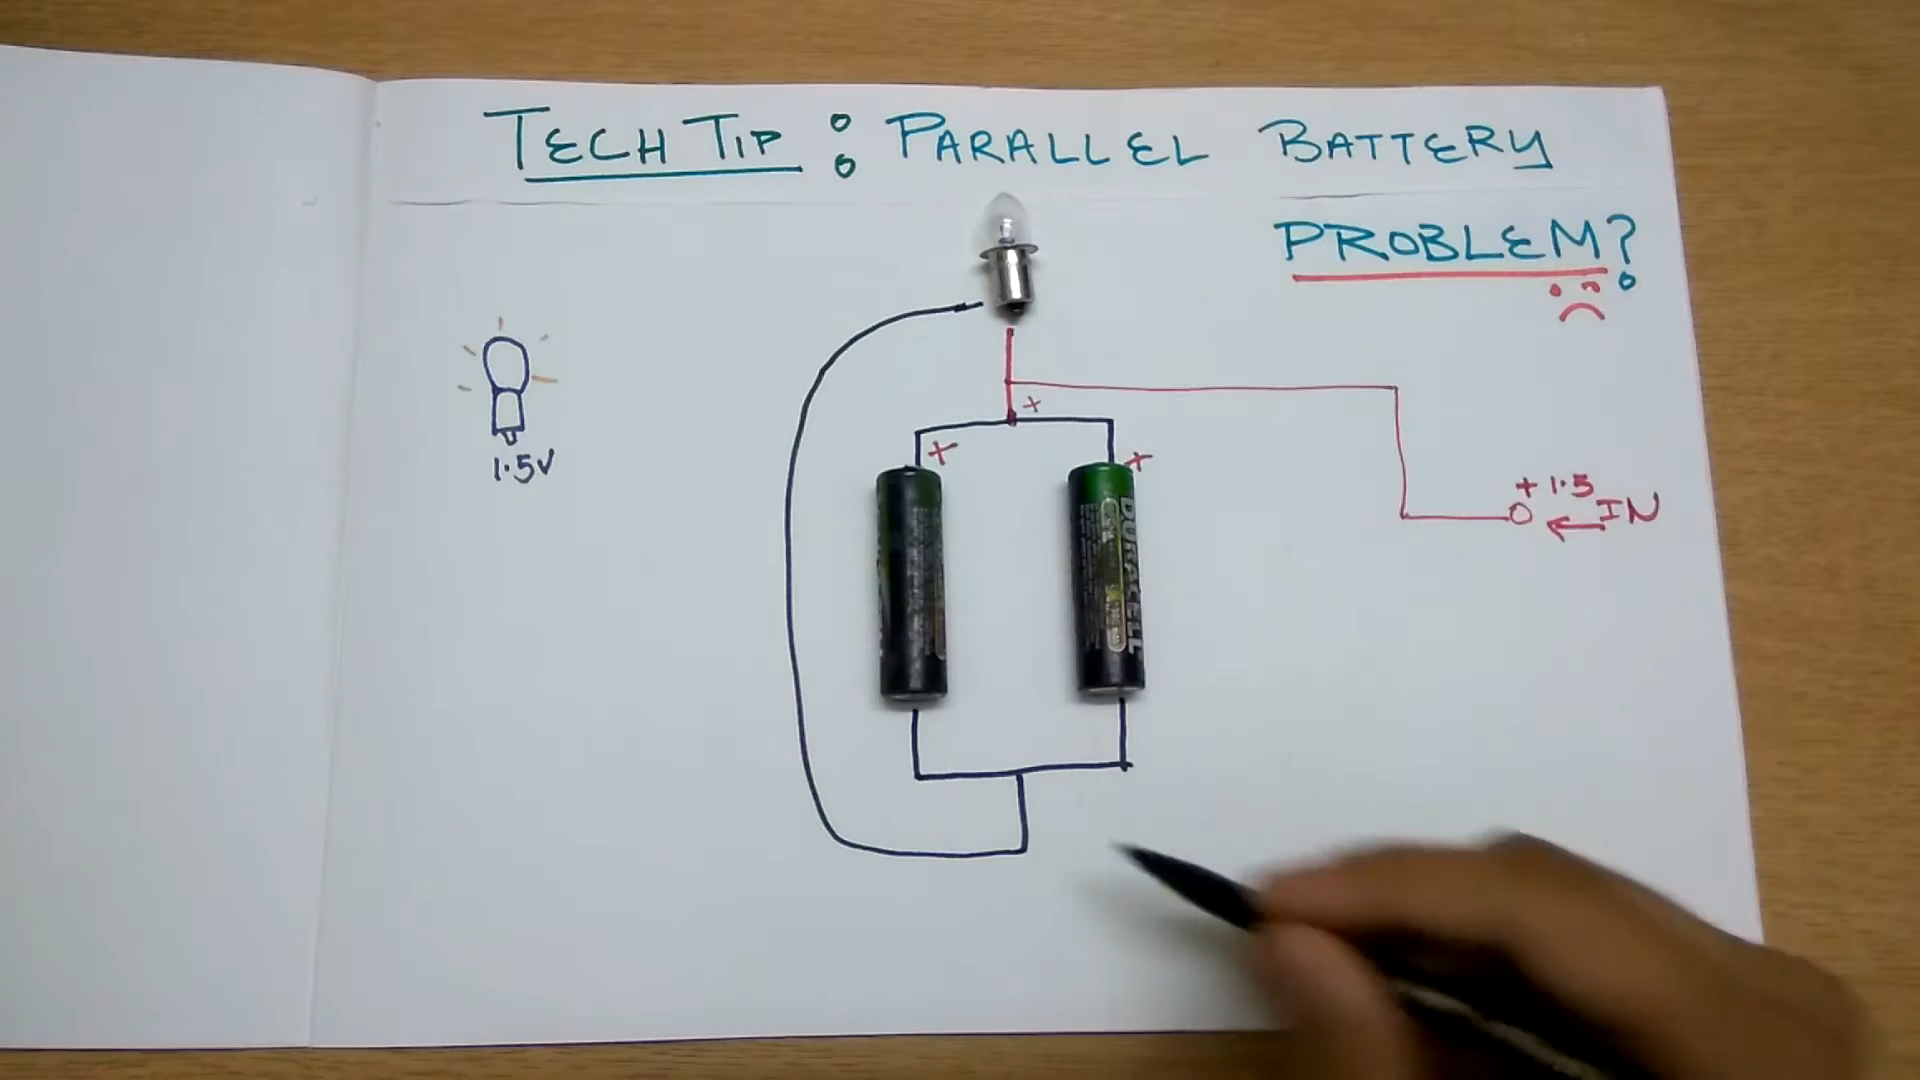 TECH TIP : PARALLEL BATTERY
PROBLEM?
1.5V
+
+
+
+ 1.5
IN
DURACELL